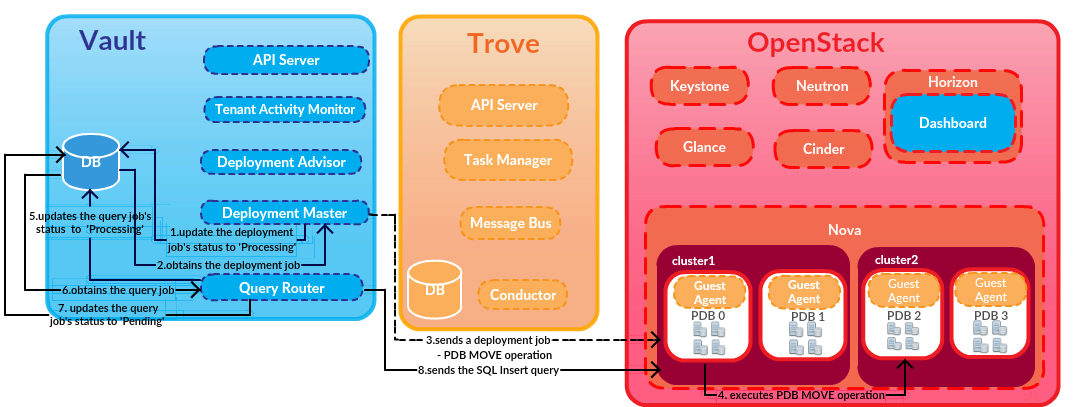 Vault
API Server
Tenant Activity Monitor
Deployment Advisor
Deployment Master
Query Router
DB
5.updates the query job's
status to 'Processing'
1.update the deployment
job's status to 'Processing'
2.obtains the deployment job
6.obtains the query job
7. updates the query
job's status to 'Pending'
Trove
API Server
Task Manager
Message Bus
DB
Conductor
3.sends a deployment job
- PDB MOVE operation
8.sends the SQL Insert query
OpenStack
Keystone
Neutron
Horizon
Dashboard
Glance
Cinder
Nova
cluster1
Guest
Agent
PDB 0
Guest
Agent
PDB 1
cluster2
Guest
Agent
PDB 2
Guest
Agent
PDB 3
4. executes PDB MOVE operation